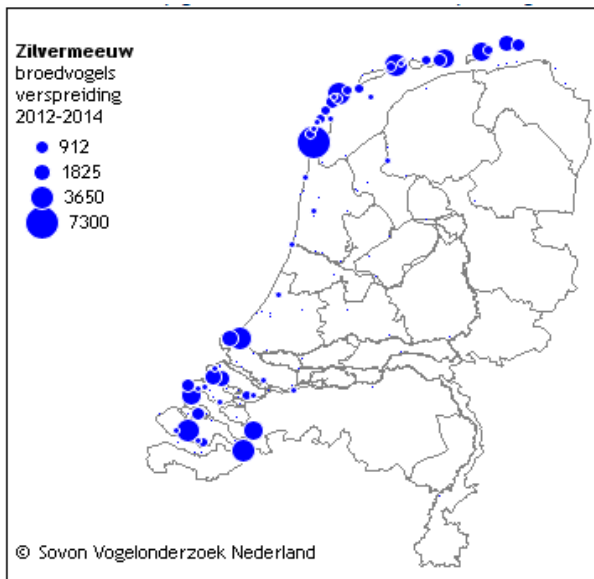 Zilvermeeuw
broedvogels
verspreiding
2012-2014
912
1825
3650
7300
© Sovon Vogelonderzoek Nederland